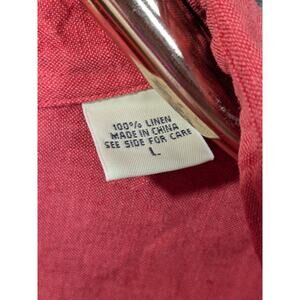 100% LINEN
MADE IN CHINA
SEE SIDE FOR CARE
L